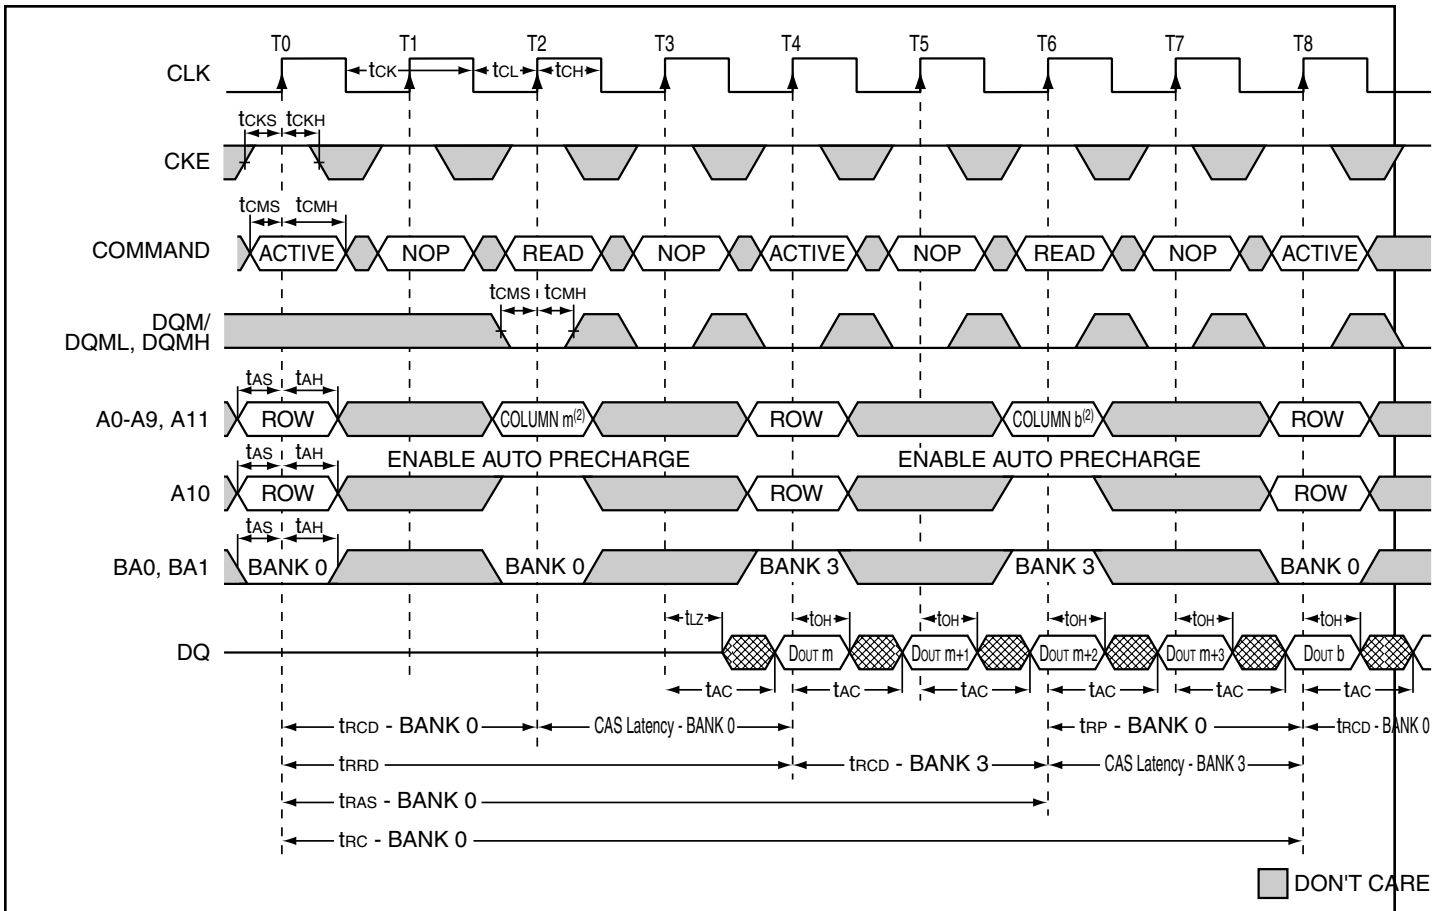 T0 T1 T2 T3 T4 T5 T6 T7 T8
CLK
tCK tCL tCH
tCKS tCKH
CKE
tCMS tCMH
COMMAND ACTIVE NOP READ NOP ACTIVE NOP READ NOP ACTIVE
tCMS tCMH
DQM/
DQML, DQMH
tAS tAH
A0-A9, A11 ROW COLUMN m(2) ROW COLUMN b(2) ROW
tAS tAH ENABLE AUTO PRECHARGE ENABLE AUTO PRECHARGE
A10 ROW ROW ROW
tAS tAH
BA0, BA1 BANK 0 BANK 0 BANK 3 BANK 3 BANK 0
tLZ tOH tOH tOH tOH tOH
DQ DOUT m DOUT m+1 DOUT m+2 DOUT m+3 DOUT b
tAC tAC tAC tAC tAC tAC
tRCD - BANK 0 CAS Latency - BANK 0 tRP - BANK 0 tRCD - BANK 0
tRRD tRCD - BANK 3 CAS Latency - BANK 3
tRAS - BANK 0
tRC - BANK 0
DON'T CARE